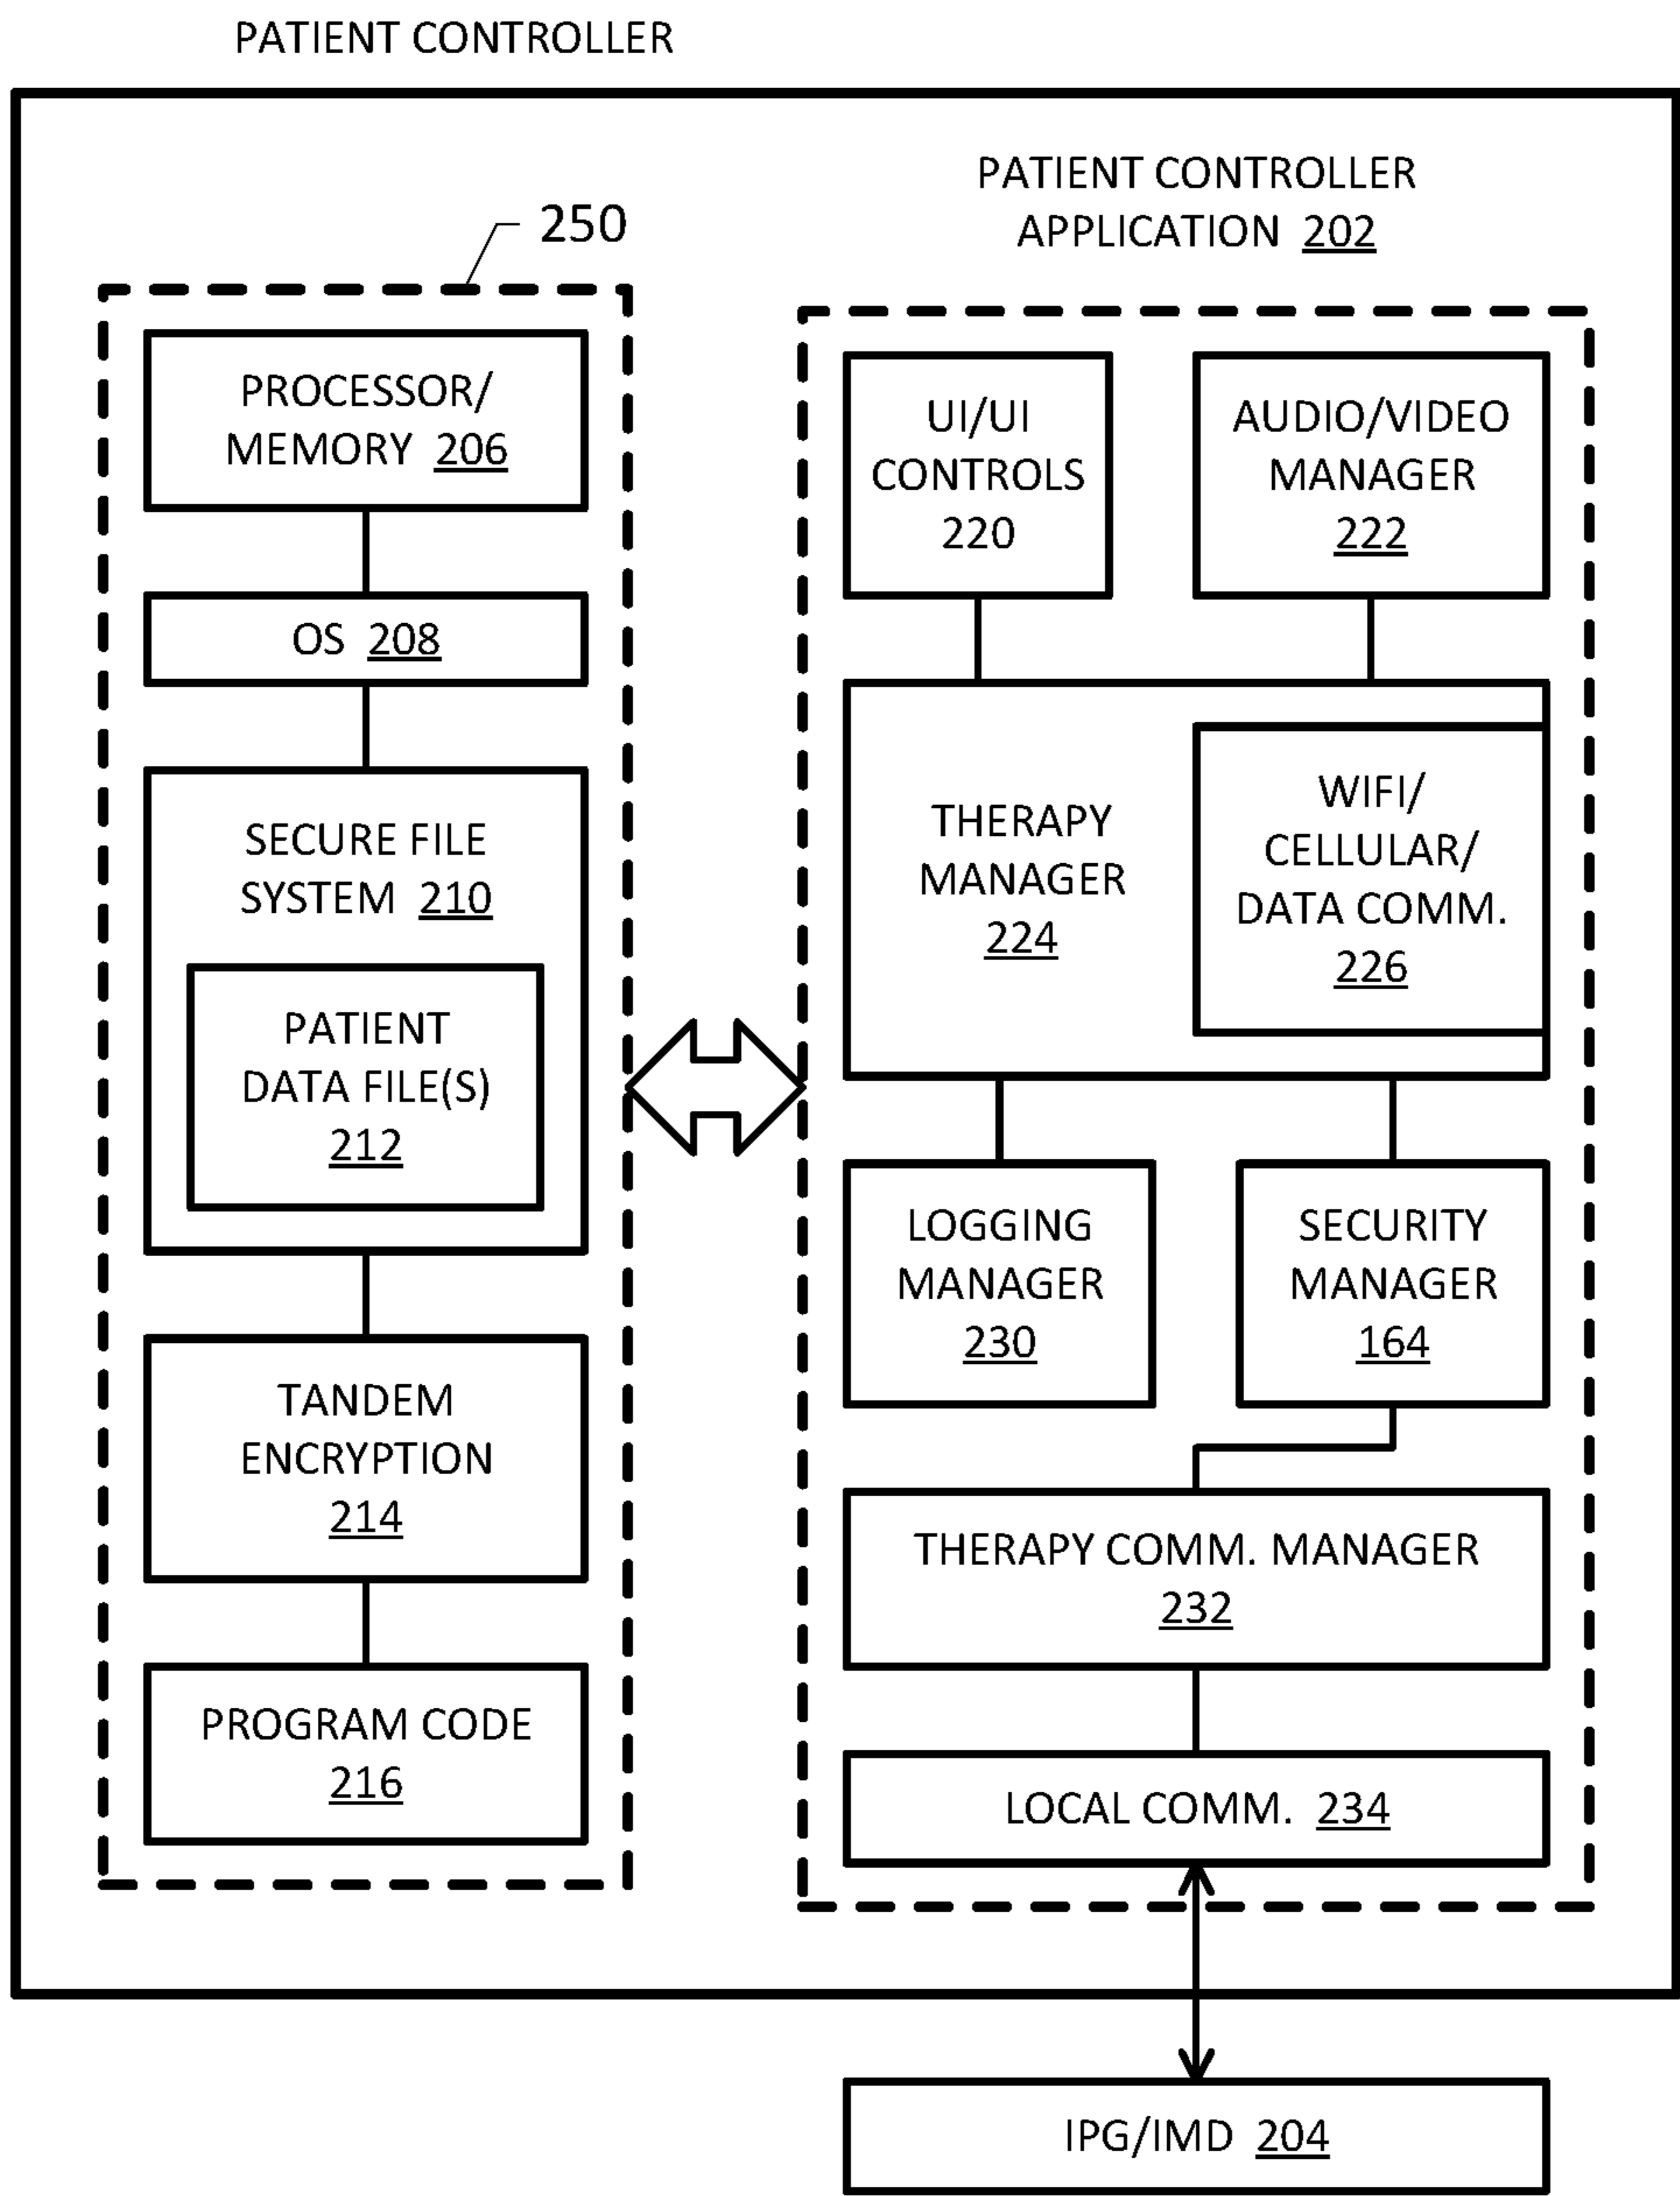 PATIENT CONTROLLER
250
PROCESSOR/
MEMORY 206
OS 208
SECURE FILE
SYSTEM 210
PATIENT
DATA FILE(S)
212
TANDEM
ENCRYPTION
214
PROGRAM CODE
216
PATIENT CONTROLLER
APPLICATION 202
UI/UI
CONTROLS
220
AUDIO/VIDEO
MANAGER
222
THERAPY
MANAGER
224
WIFI/
CELLULAR/
DATA COMM.
226
LOGGING
MANAGER
230
SECURITY
MANAGER
164
THERAPY COMM. MANAGER
232
LOCAL COMM. 234
IPG/IMD 204